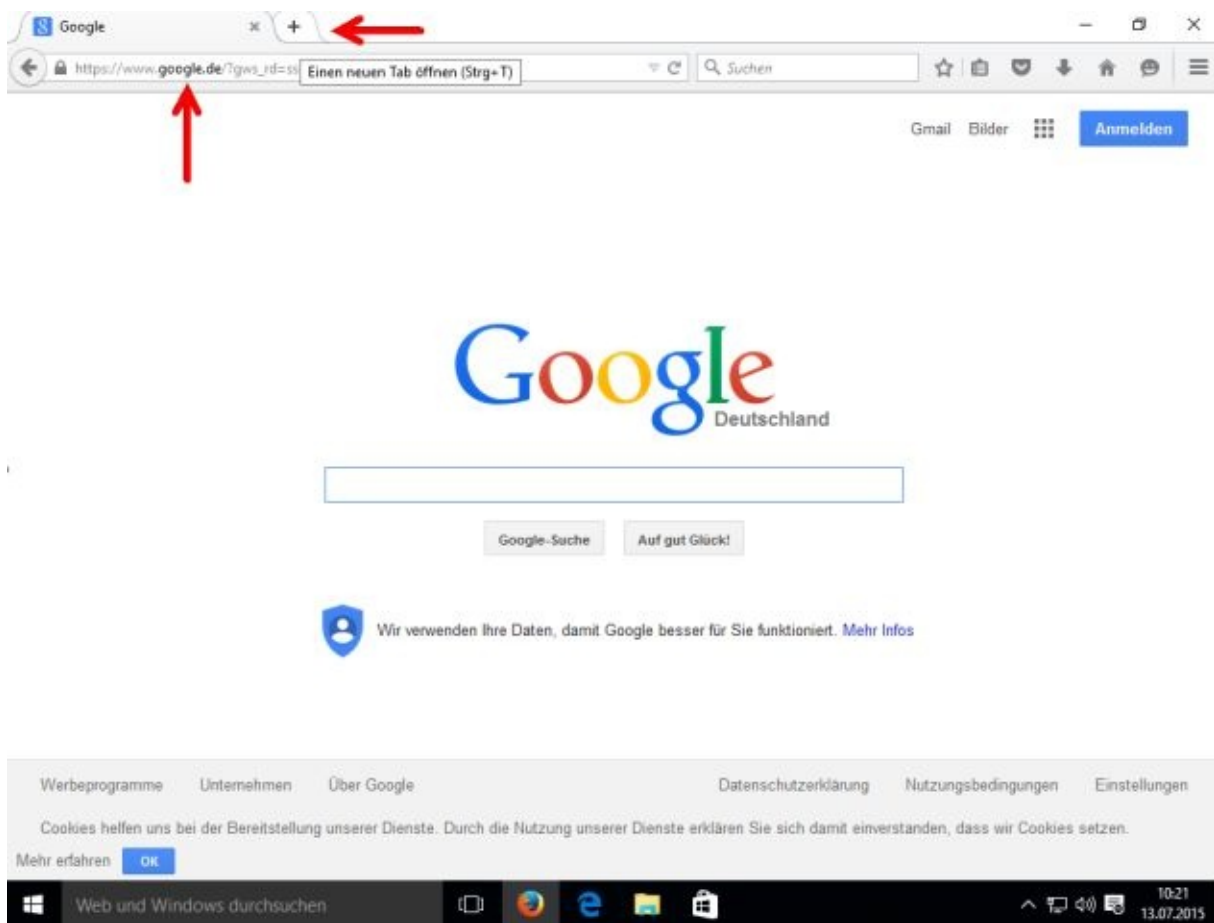 Google
https://www.google.de/?gws_rd=ss
Einen neuen Tab öffnen (Strg+T)
Suchen
Gmail Bilder Anmelden
Google
Deutschland
Google-Suche Auf gut Glück!
Wir verwenden Ihre Daten, damit Google besser für Sie funktioniert. Mehr Infos
Werbeprogramme Unternehmen Über Google Datenschutzerklärung Nutzungsbedingungen Einstellungen
Cookies helfen uns bei der Bereitstellung unserer Dienste. Durch die Nutzung unserer Dienste erklären Sie sich damit einverstanden, dass wir Cookies setzen.
Mehr erfahren OK
Web und Windows durchsuchen 10:21
13.07.2015